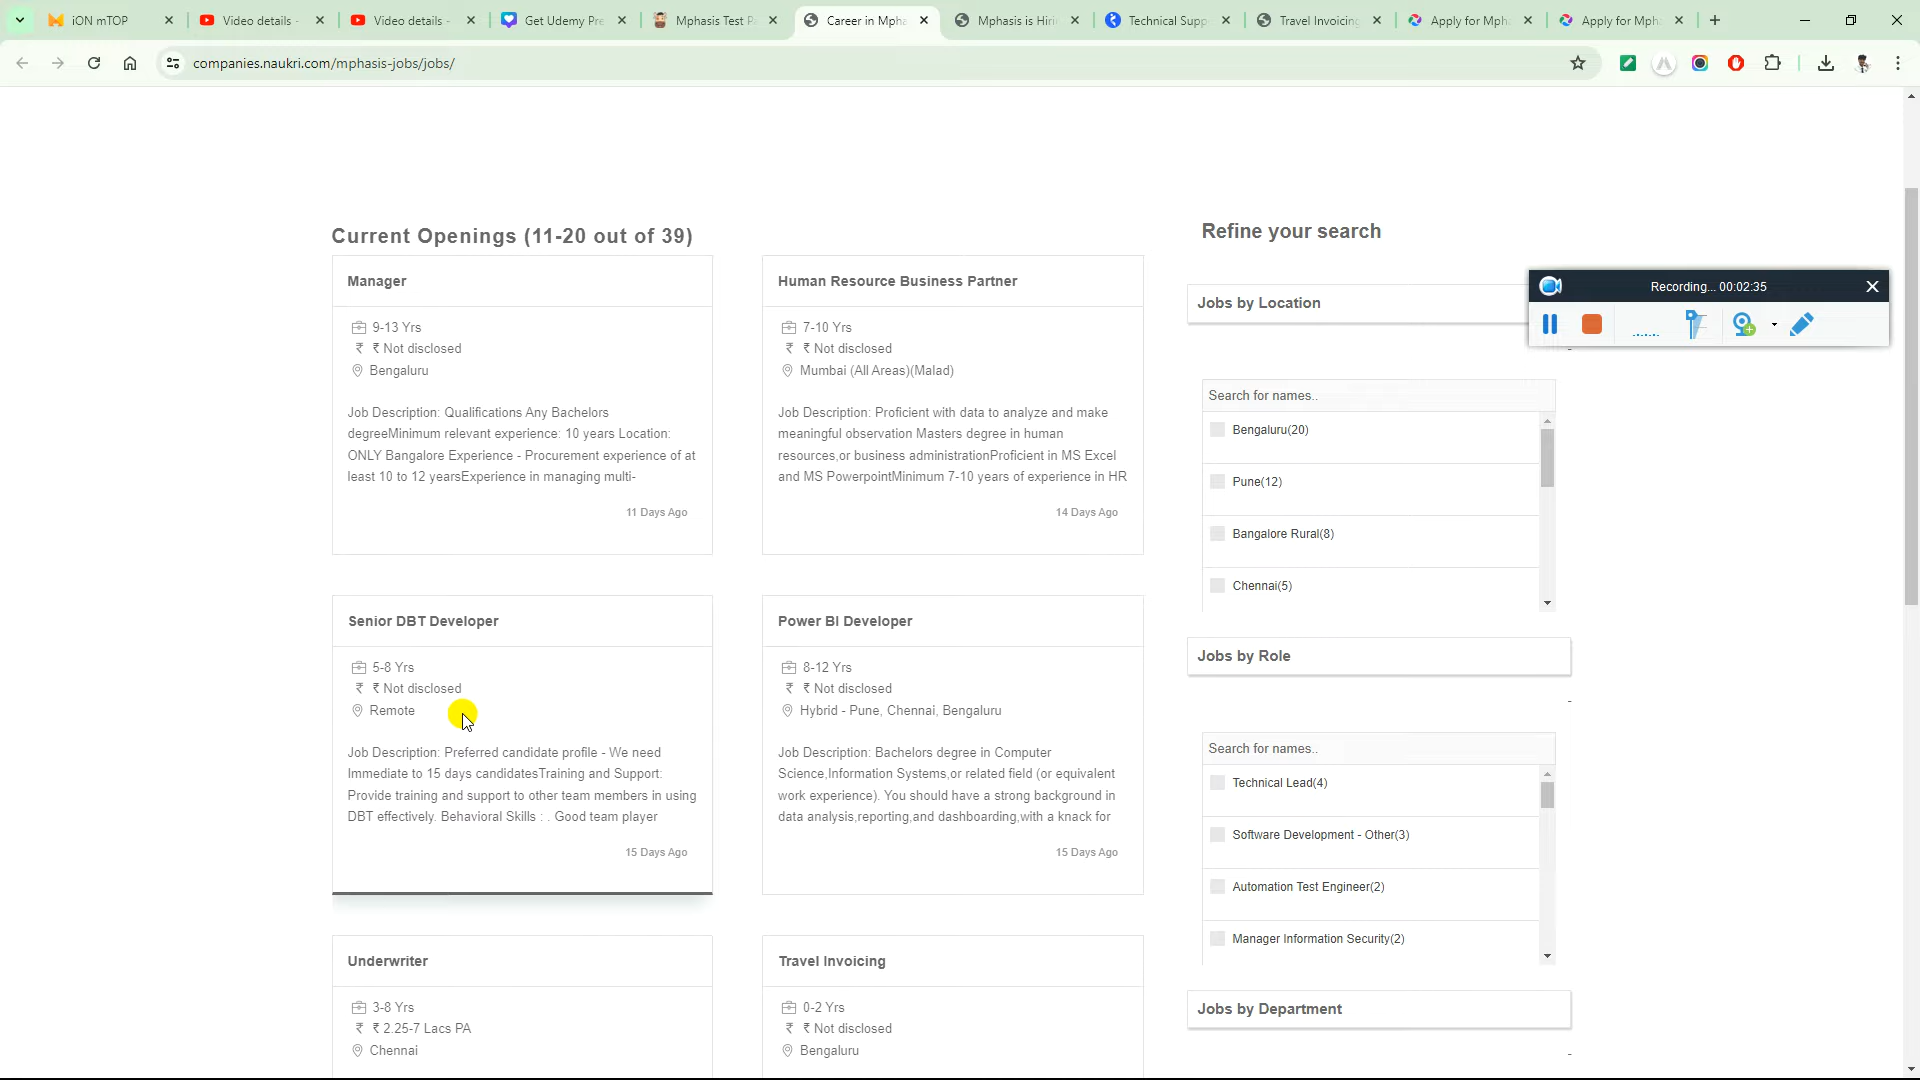 iON mTOP
Video details -
Video details -
Get Udemy Pre
Mphasis Test Pa
Career in Mpha
Mphasis is Hirin
Technical Suppo
Travel Invoicing
Apply for Mpha
Apply for Mpha
companies.naukri.com/mphasis-jobs/jobs/
Current Openings (11-20 out of 39)
Manager
9-13 Yrs
₹ ₹ Not disclosed
Bengaluru
Job Description: Qualifications Any Bachelors
degreeMinimum relevant experience: 10 years Location:
ONLY Bangalore Experience - Procurement experience of at
least 10 to 12 yearsExperience in managing multi-
11 Days Ago
Human Resource Business Partner
7-10 Yrs
₹ ₹ Not disclosed
Mumbai (All Areas)(Malad)
Job Description: Proficient with data to analyze and make
meaningful observation Masters degree in human
resources,or business administrationProficient in MS Excel
and MS PowerpointMinimum 7-10 years of experience in HR
14 Days Ago
Senior DBT Developer
5-8 Yrs
₹ ₹ Not disclosed
Remote
Job Description: Preferred candidate profile - We need
Immediate to 15 days candidatesTraining and Support:
Provide training and support to other team members in using
DBT effectively. Behavioral Skills : . Good team player
15 Days Ago
Power BI Developer
8-12 Yrs
₹ ₹ Not disclosed
Hybrid - Pune, Chennai, Bengaluru
Job Description: Bachelors degree in Computer
Science,Information Systems,or related field (or equivalent
work experience). You should have a strong background in
data analysis,reporting,and dashboarding,with a knack for
15 Days Ago
Underwriter
3-8 Yrs
₹ ₹ 2.25-7 Lacs PA
Chennai
Travel Invoicing
0-2 Yrs
₹ ₹ Not disclosed
Bengaluru
Refine your search
Jobs by Location
Recording... 00:02:35
Search for names..
Bengaluru(20)
Pune(12)
Bangalore Rural(8)
Chennai(5)
Jobs by Role
-
Search for names..
Technical Lead(4)
Software Development - Other(3)
Automation Test Engineer(2)
Manager Information Security(2)
Jobs by Department
-